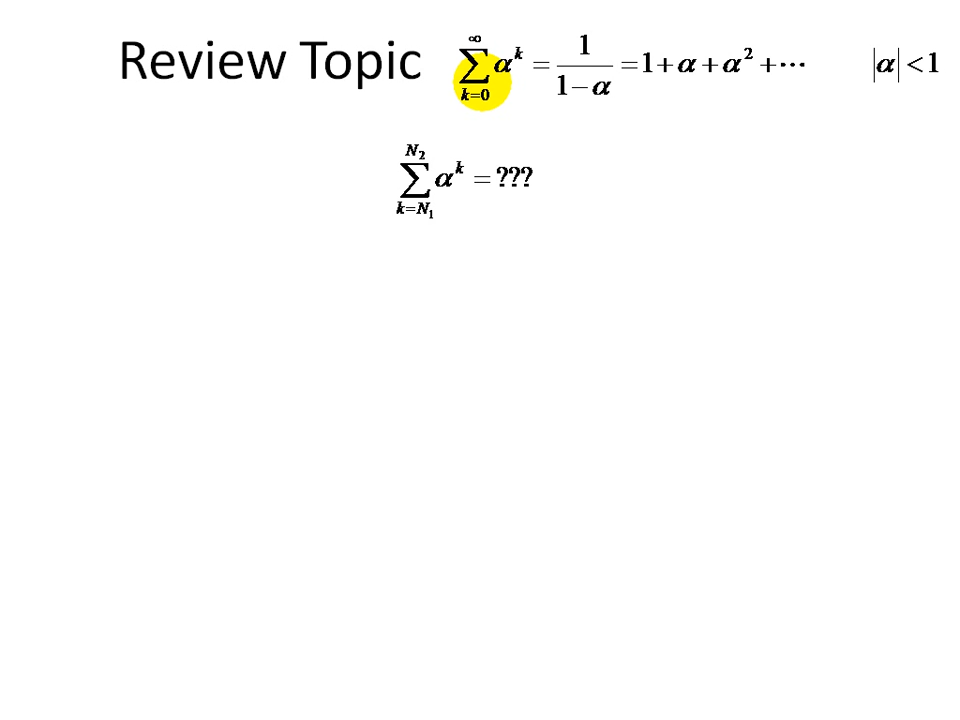 Review Topic
∑_{k=0}^{∞} α^k = 1/(1−α) = 1+α+α^2+⋯ |α|<1
∑_{k=N_1}^{N_2} α^k = ???